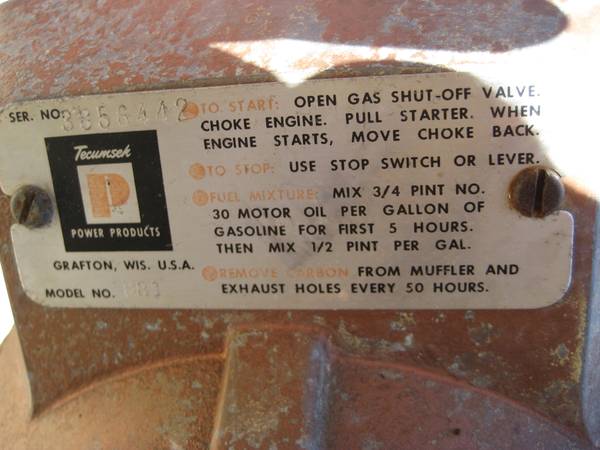 SER. NO. 3856442
TO START: OPEN GAS SHUT-OFF VALVE.
CHOKE ENGINE. PULL STARTER. WHEN
ENGINE STARTS, MOVE CHOKE BACK.
TO STOP: USE STOP SWITCH OR LEVER.
FUEL MIXTURE: MIX 3/4 PINT NO.
30 MOTOR OIL PER GALLON OF
GASOLINE FOR FIRST 5 HOURS.
THEN MIX 1/2 PINT PER GAL.
REMOVE CARBON FROM MUFFLER AND
EXHAUST HOLES EVERY 50 HOURS.
Tecumseh
P
POWER PRODUCTS
GRAFTON, WIS. U.S.A.
MODEL NO.